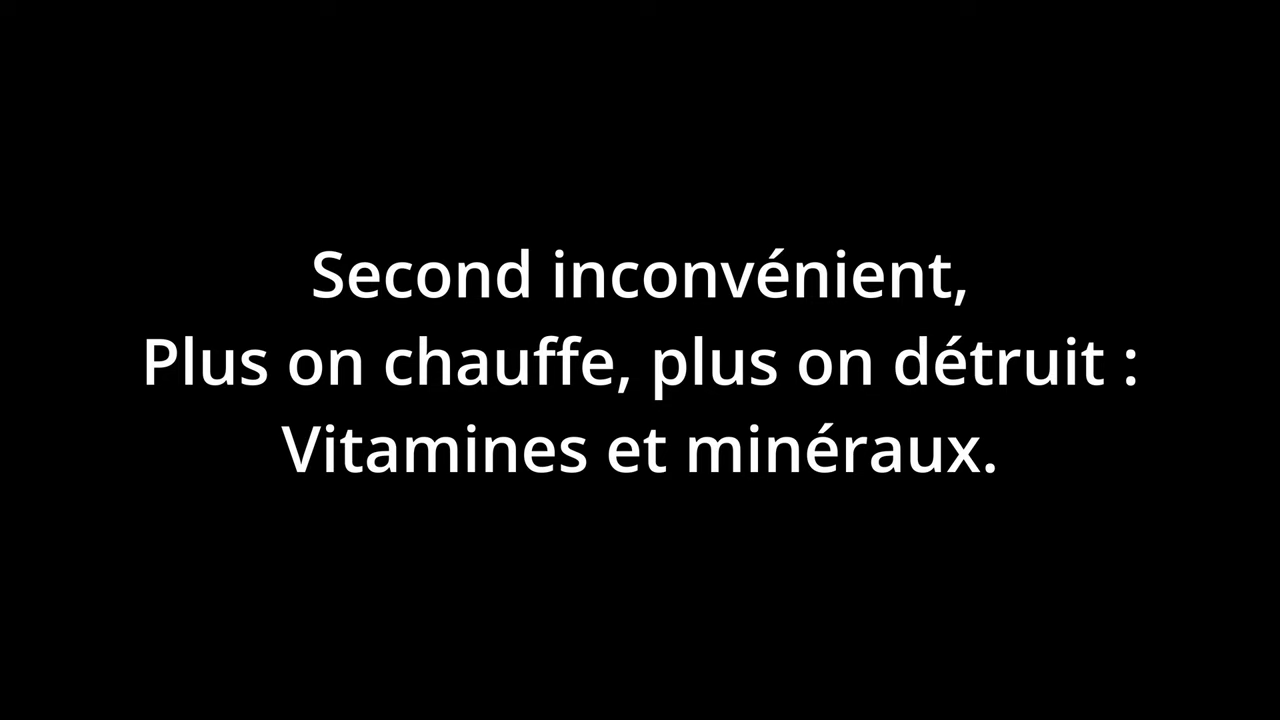 Second inconvénient,
Plus on chauffe, plus on détruit :
Vitamines et minéraux.